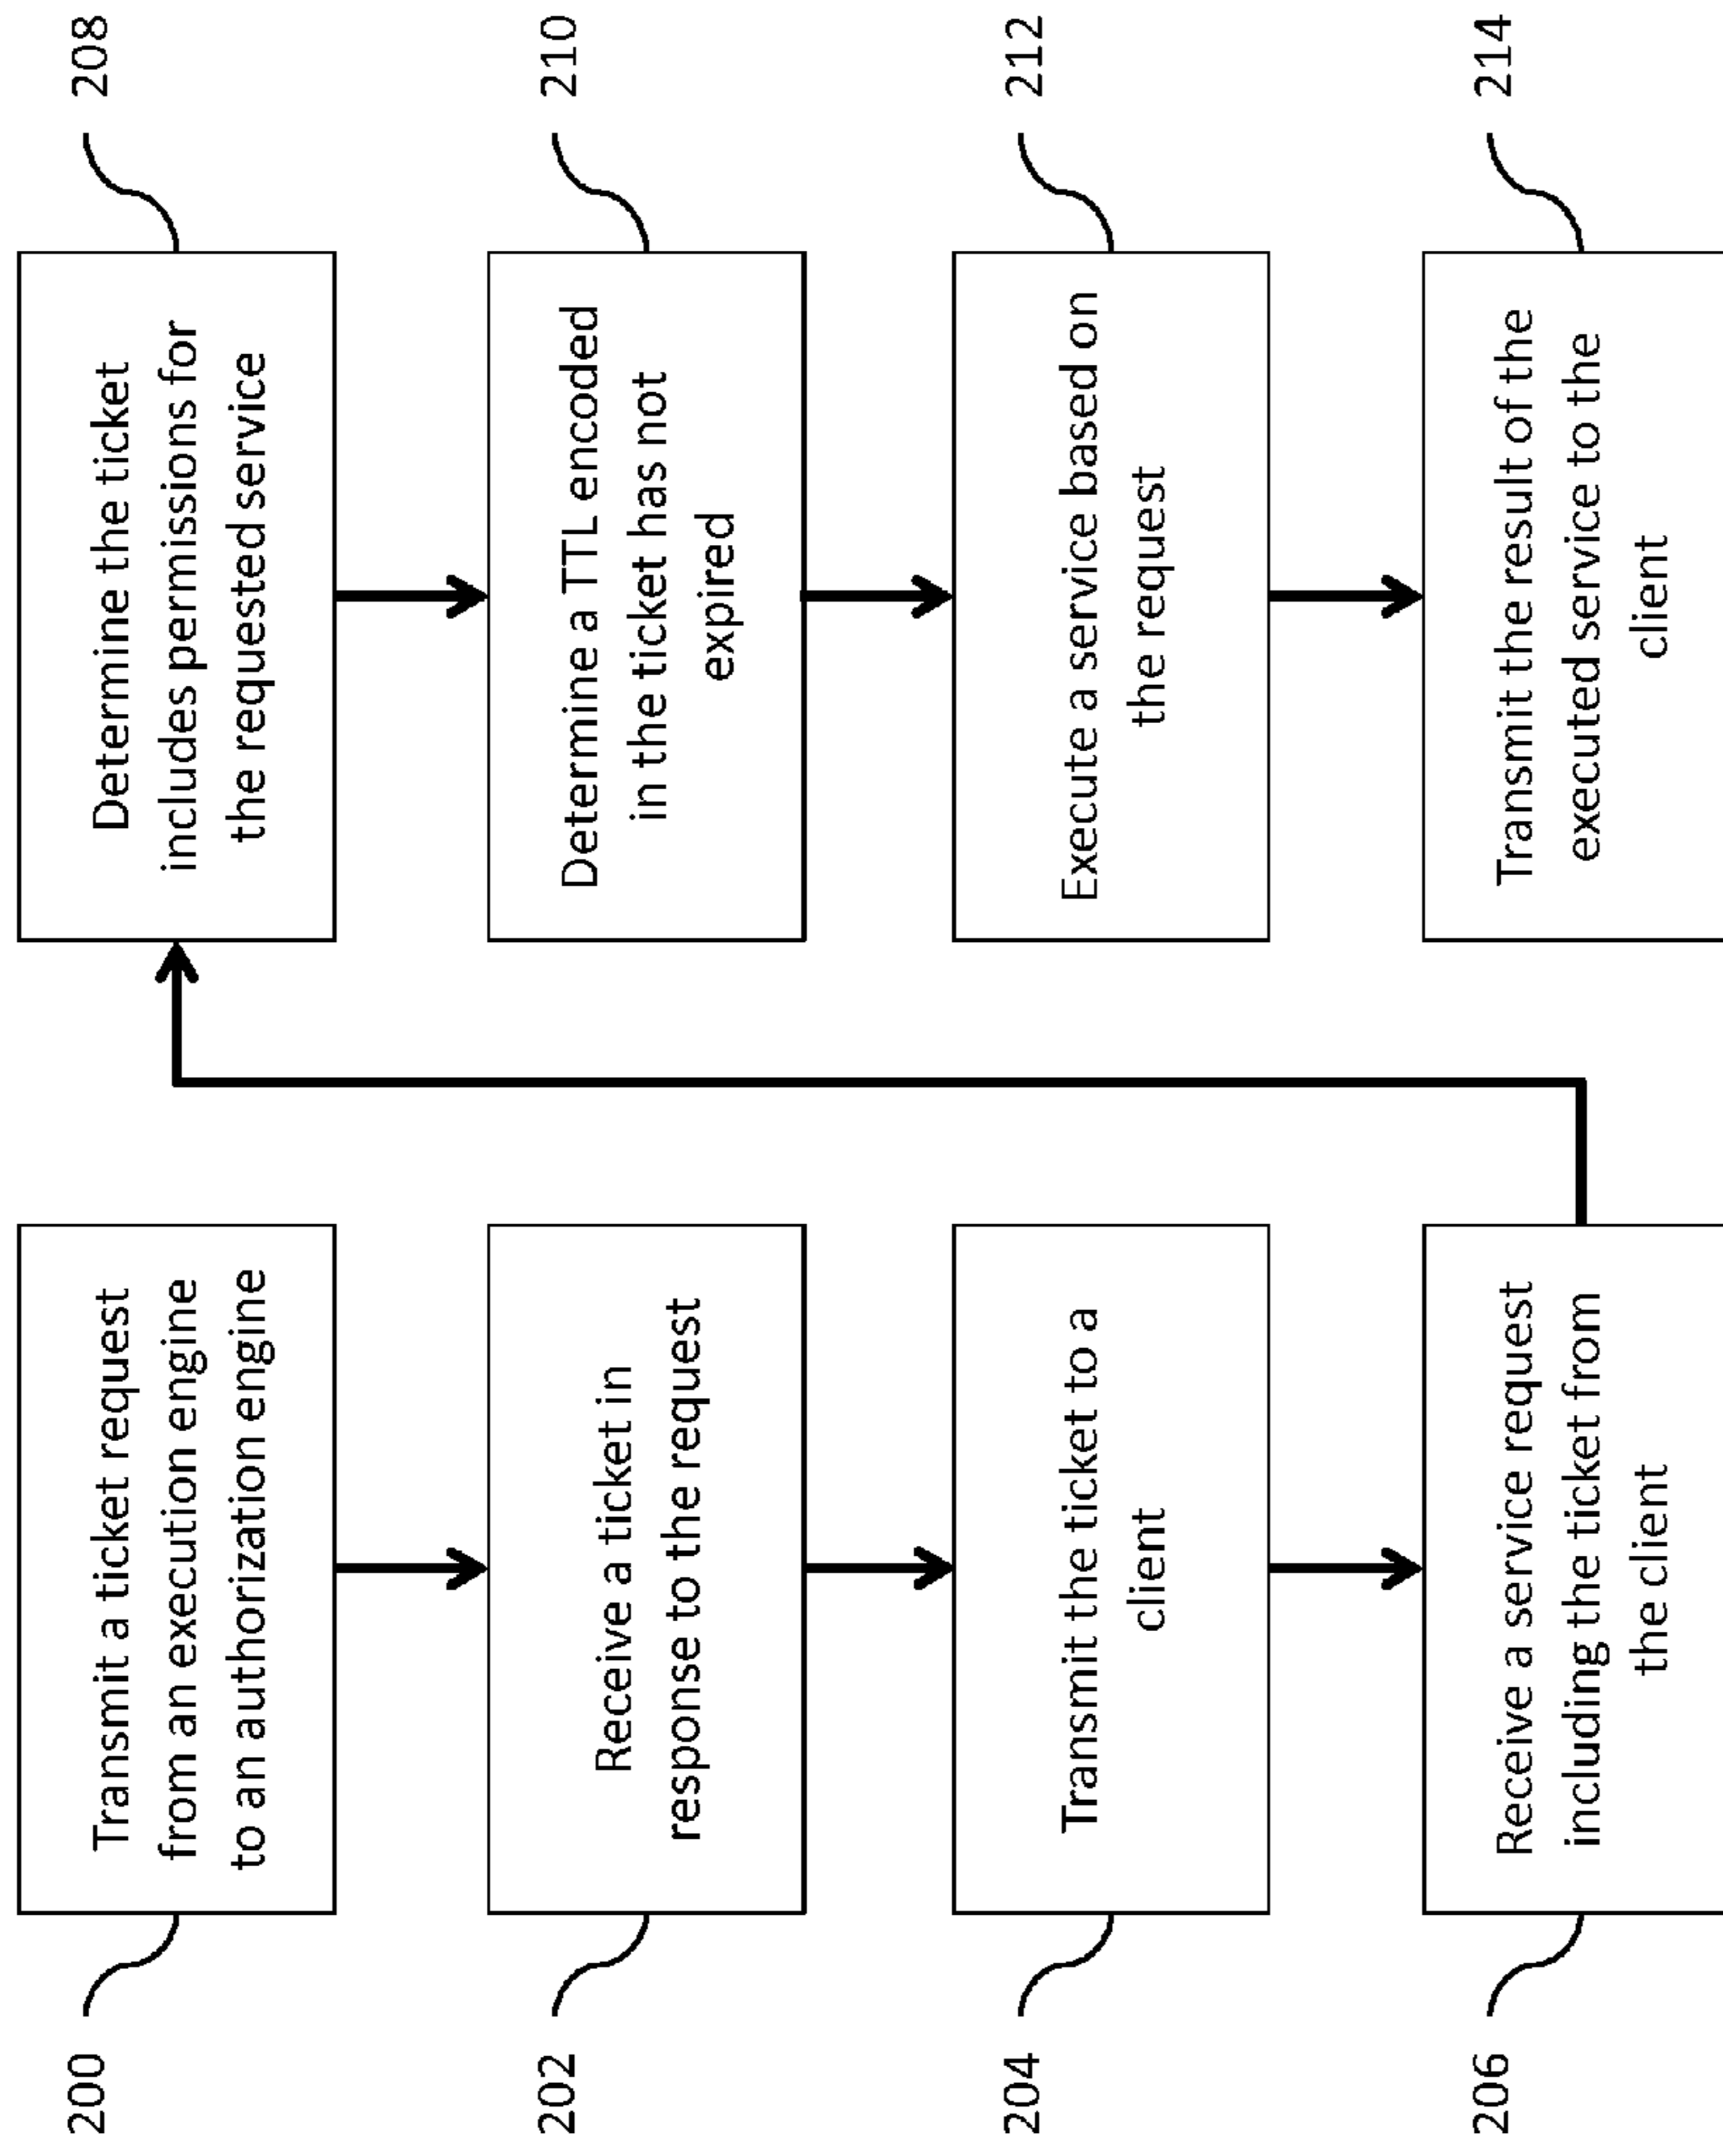 200
Transmit a ticket request
from an execution engine
to an authorization engine
202
Receive a ticket in
response to the request
204
Transmit the ticket to a
client
206
Receive a service request
including the ticket from
the client
208
Determine the ticket
includes permissions for
the requested service
210
Determine a TTL encoded
in the ticket has not
expired
212
Execute a service based on
the request
214
Transmit the result of the
executed service to the
client